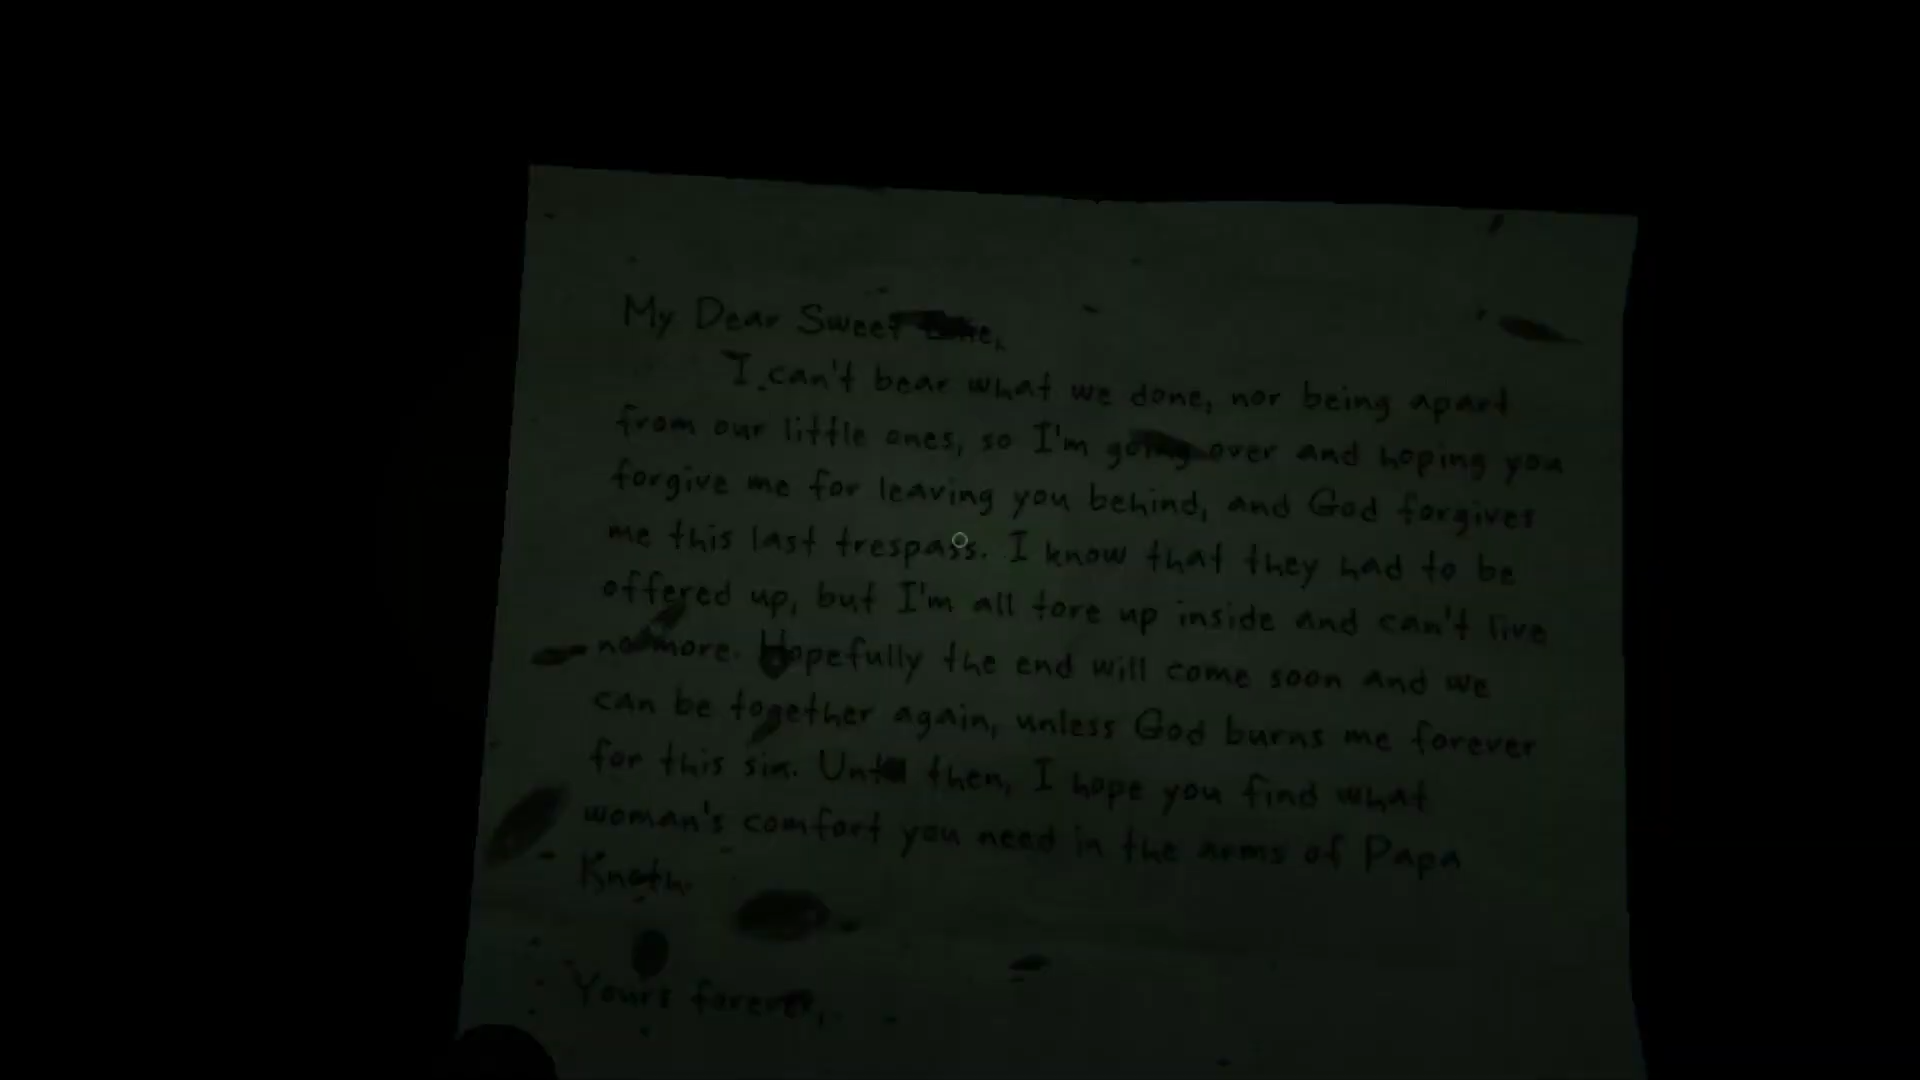 My Dear Sweet
I can't bear what we done, nor being apart
from our little ones, so I'm going over and hoping you
forgive me for leaving you behind, and God forgives
me this last trespass. I know that they had to be
offered up, but I'm all tore up inside and can't live
no more. Hopefully the end will come soon and we
can be together again, unless God burns me forever
for this sin. Until then, I hope you find what
woman's comfort you need in the arms of Papa
Knoth.
Yours forever,